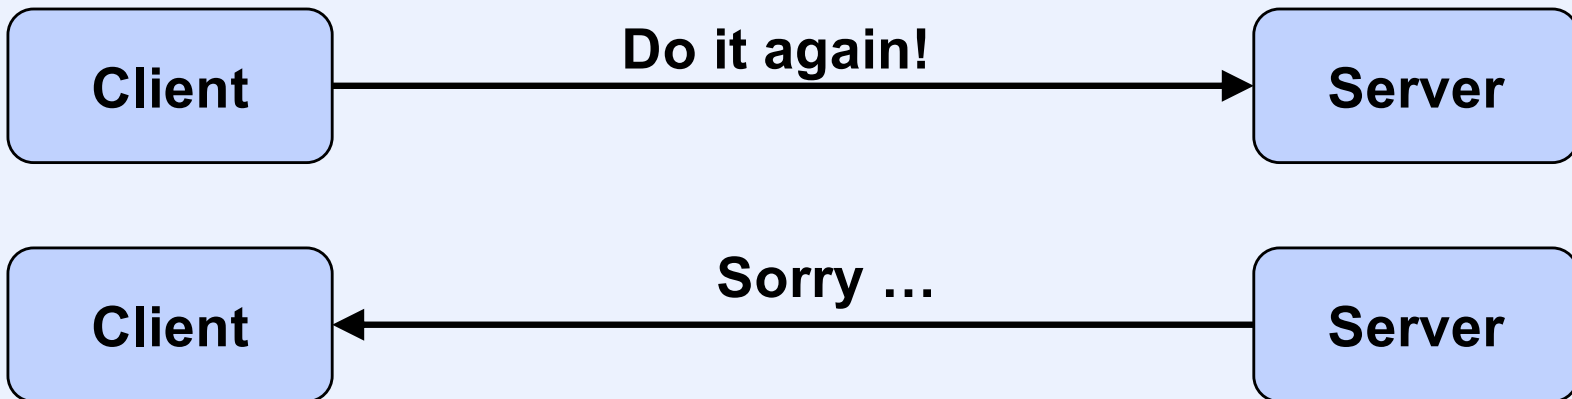 Do it again!
Client
Server
Sorry …
Client
Server